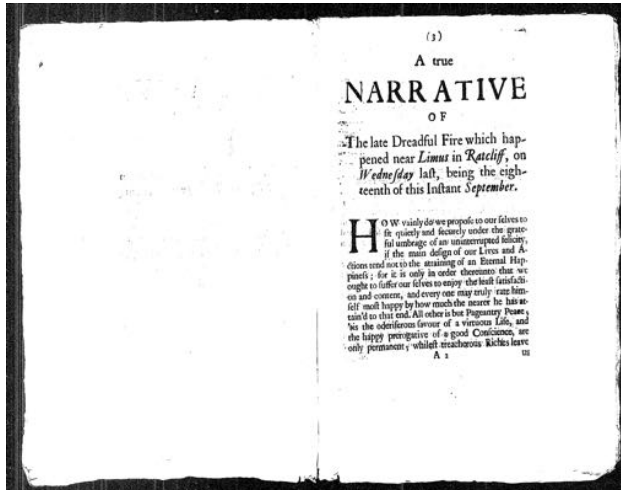 (3)
A true
NARRATIVE
OF
The late Dreadful Fire which hap-
pened near Limus in Ratcliff, on
Wedneſday laſt, being the eigh-
teenth of this Inſtant September.
HOW vainly do we propoſe to our ſelves to
ſit quietly and ſecurely under the grate-
ful umbrage of an uninterrupted felicity,
if the main deſign of our Lives and A-
ctions tend not to the attaining of an Eternal Hap-
pineſs; for it is only in order thereunto that we
ought to ſuffer our ſelves to enjoy the leaſt ſatisfacti-
on and content, and every one may truly rate him-
ſelf moſt happy by how much the nearer he has at-
tain'd to that end. All other is but Pageantry Peace,
'tis the oderiferous ſavour of a virtuous Life, and
the happy prerogative of a good Conſcience, are
only permanent; whileſt treacherous Riches leave
A 2 us